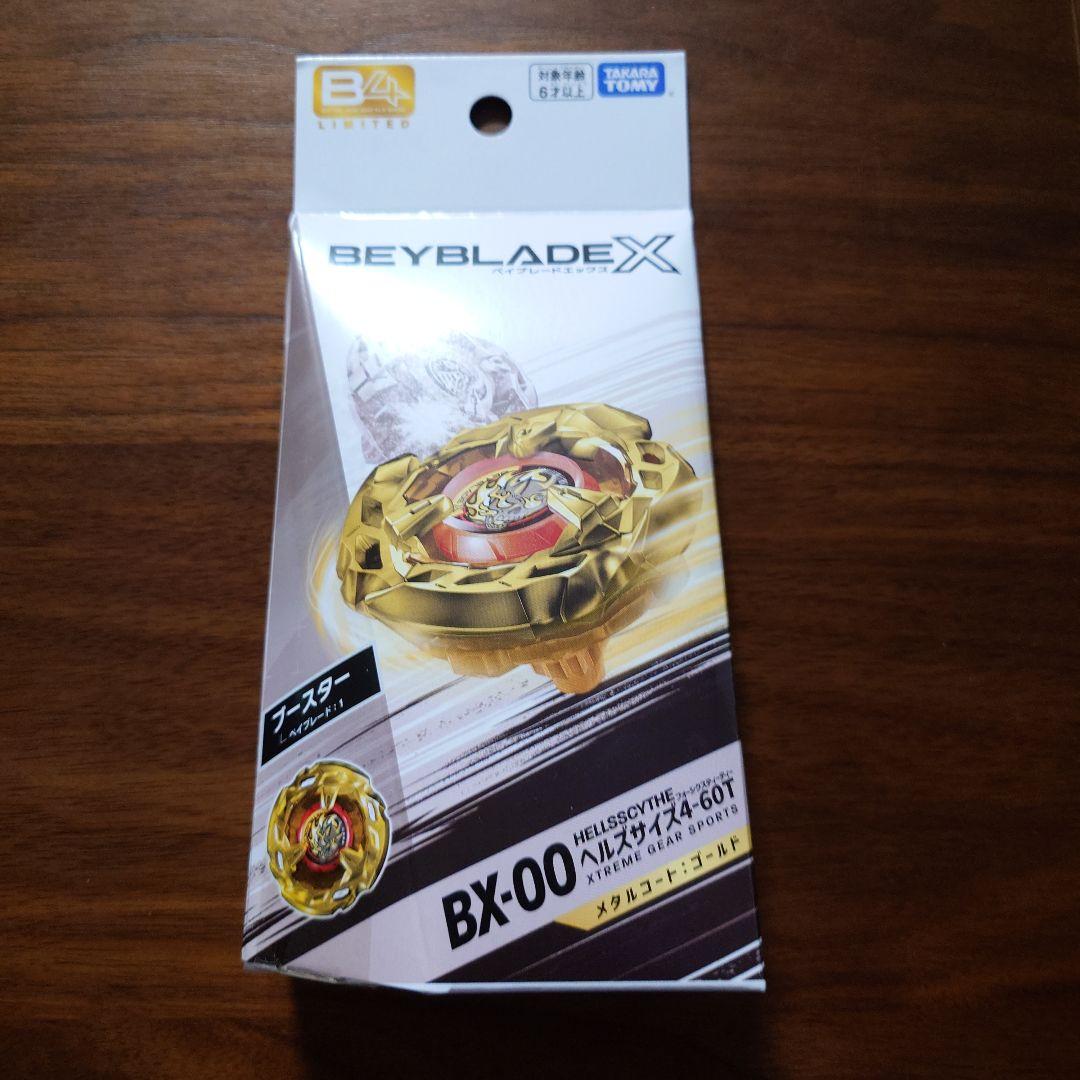 B4
LIMITED
対象年齢
6才以上
TAKARA
TOMY
BEYBLADE X
ベイブレードエックス
ブースター
ベイブレード:1
HELLSSCYTHE
フォーシクスティーティー
BX-00
ヘルズサイズ4-60T
XTREME GEAR SPORTS
メタルコート:ゴールド